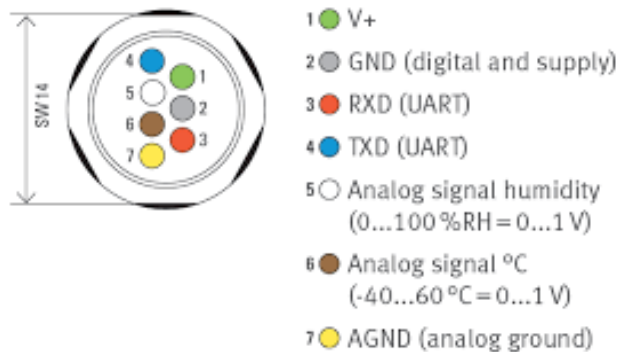 SW14
4
1
5
2
6
3
7
1 V+
2 GND (digital and supply)
3 RXD (UART)
4 TXD (UART)
5 Analog signal humidity
(0...100 %RH = 0...1 V)
6 Analog signal °C
(-40...60 °C = 0...1 V)
7 AGND (analog ground)